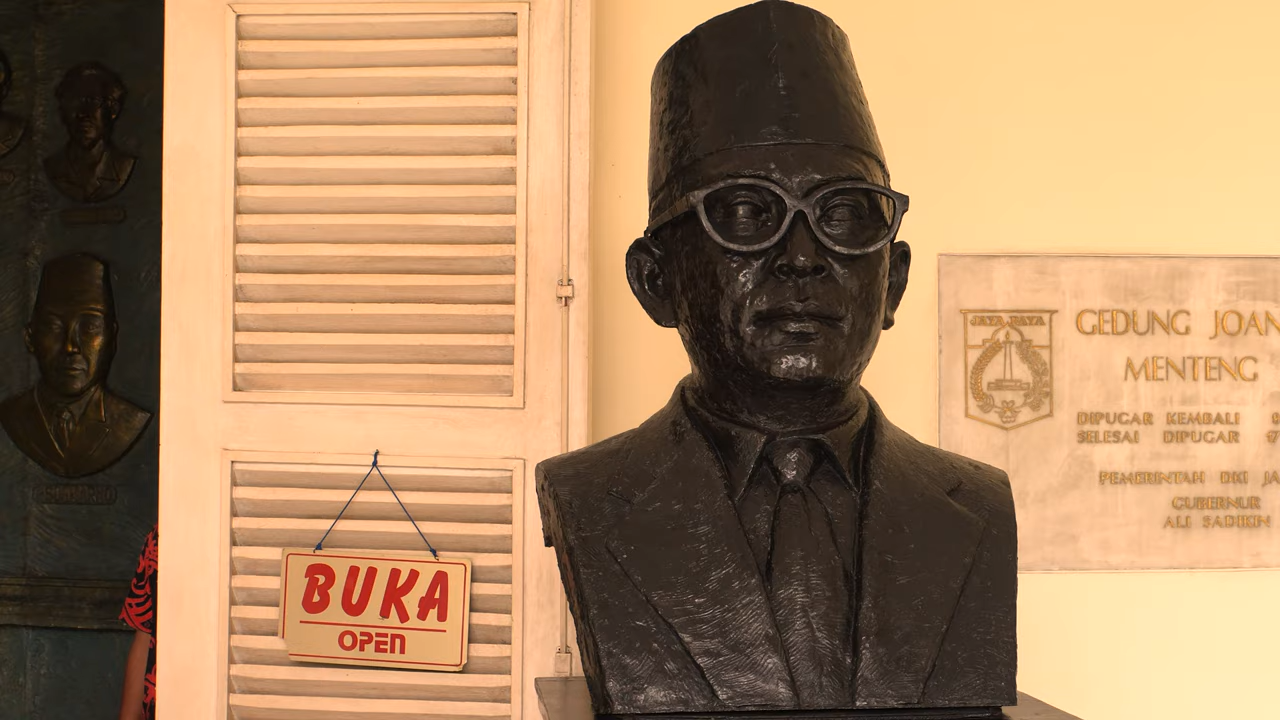 BUKA
OPEN
JAYA RAYA
GEDUNG JOAN
MENTENG
DIPUGAR KEMBALI
SELESAI DIPUGAR
PEMERINTAH DKI JA
GUBERNUR
ALI SADIKIN